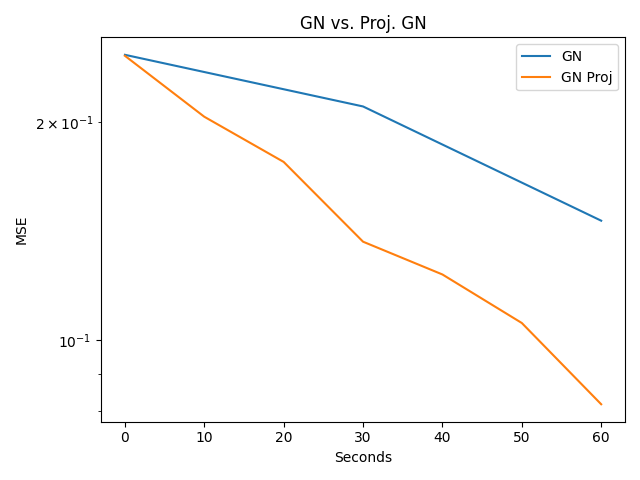 GN vs. Proj. GN
GN
GN Proj
2 × 10⁻¹
10⁻¹
MSE
0 10 20 30 40 50 60
Seconds